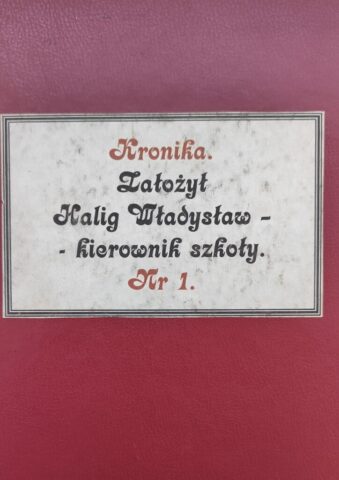 Kronika.
Założył
Halig Władysław -
- kierownik szkoły.
Nr 1.